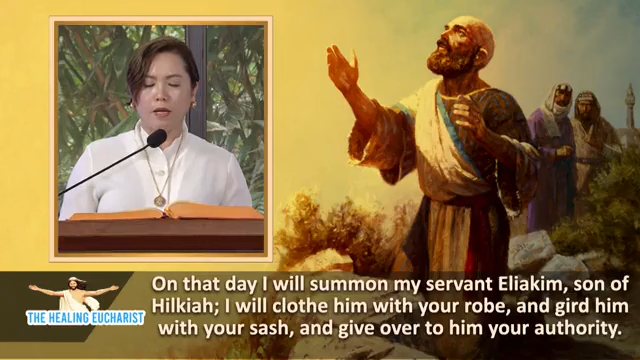 On that day I will summon my servant Eliakim, son of
Hilkiah; I will clothe him with your robe, and gird him
with your sash, and give over to him your authority.
THE HEALING EUCHARIST